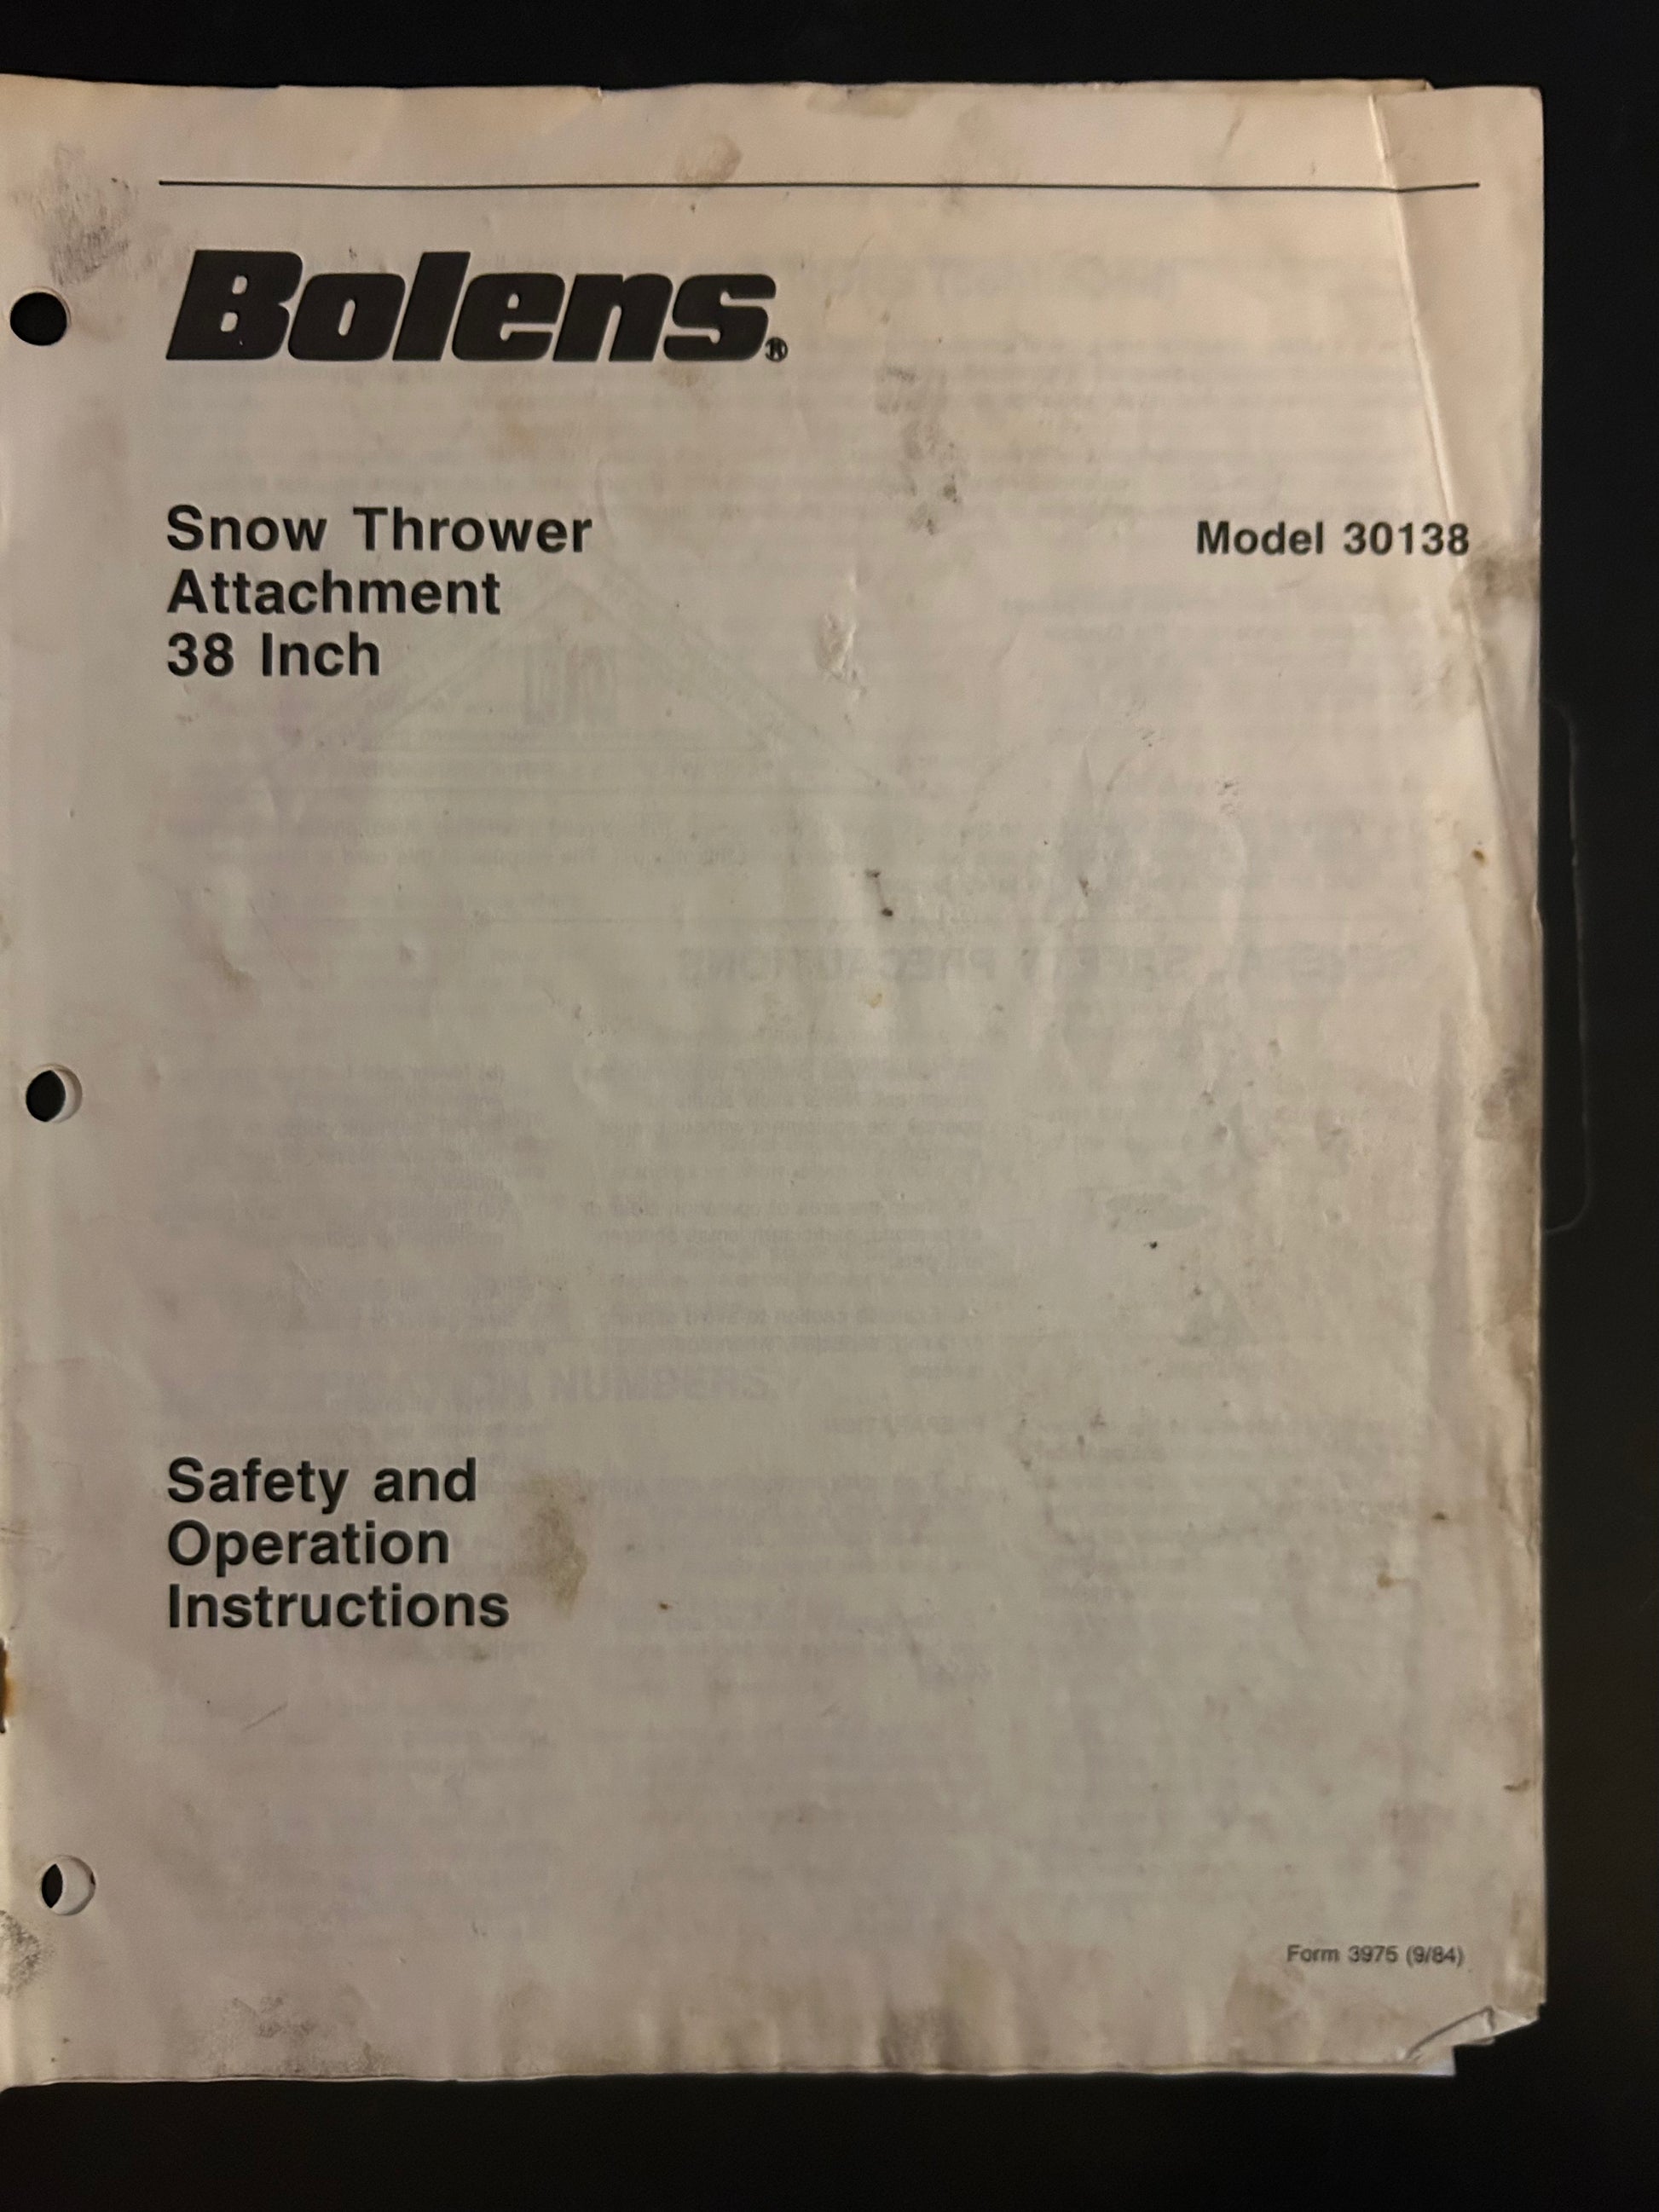 Bolens®
Snow Thrower
Attachment
38 Inch
Model 30138
Safety and
Operation
Instructions
Form 3975 (9/84)